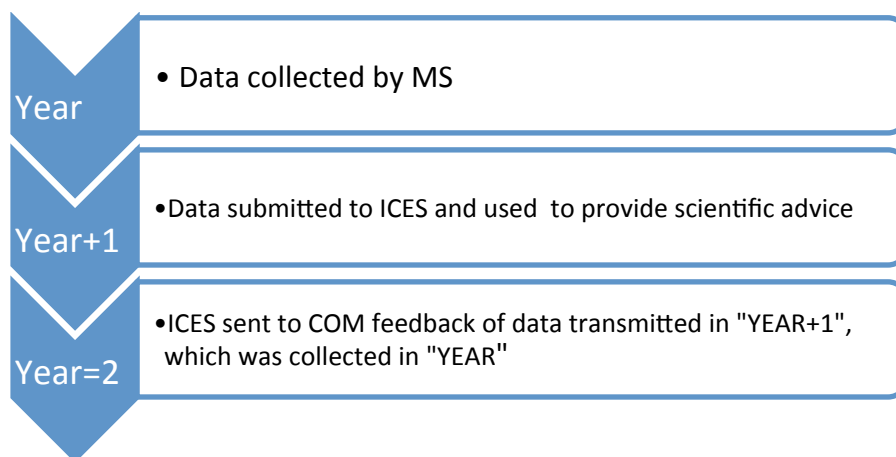 Year
• Data collected by MS
Year+1
•Data submitted to ICES and used to provide scientific advice
Year=2
•ICES sent to COM feedback of data transmitted in "YEAR+1",
which was collected in "YEAR"